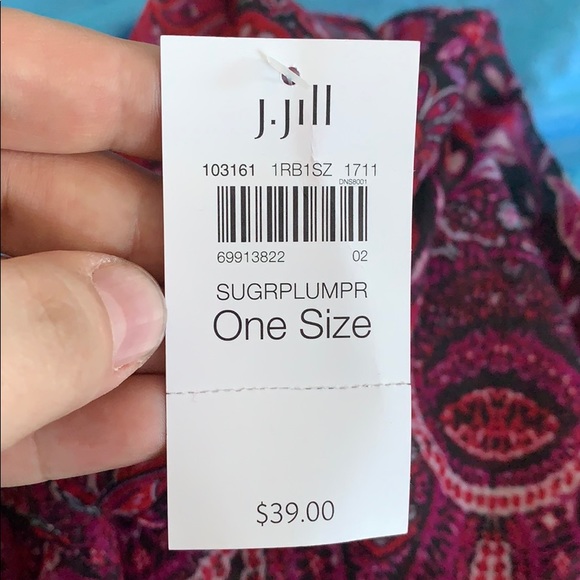 J.Jill
103161 1RB1SZ 1711
DNS8001
69913822 02
SUGRPLUMPR
One Size
$39.00